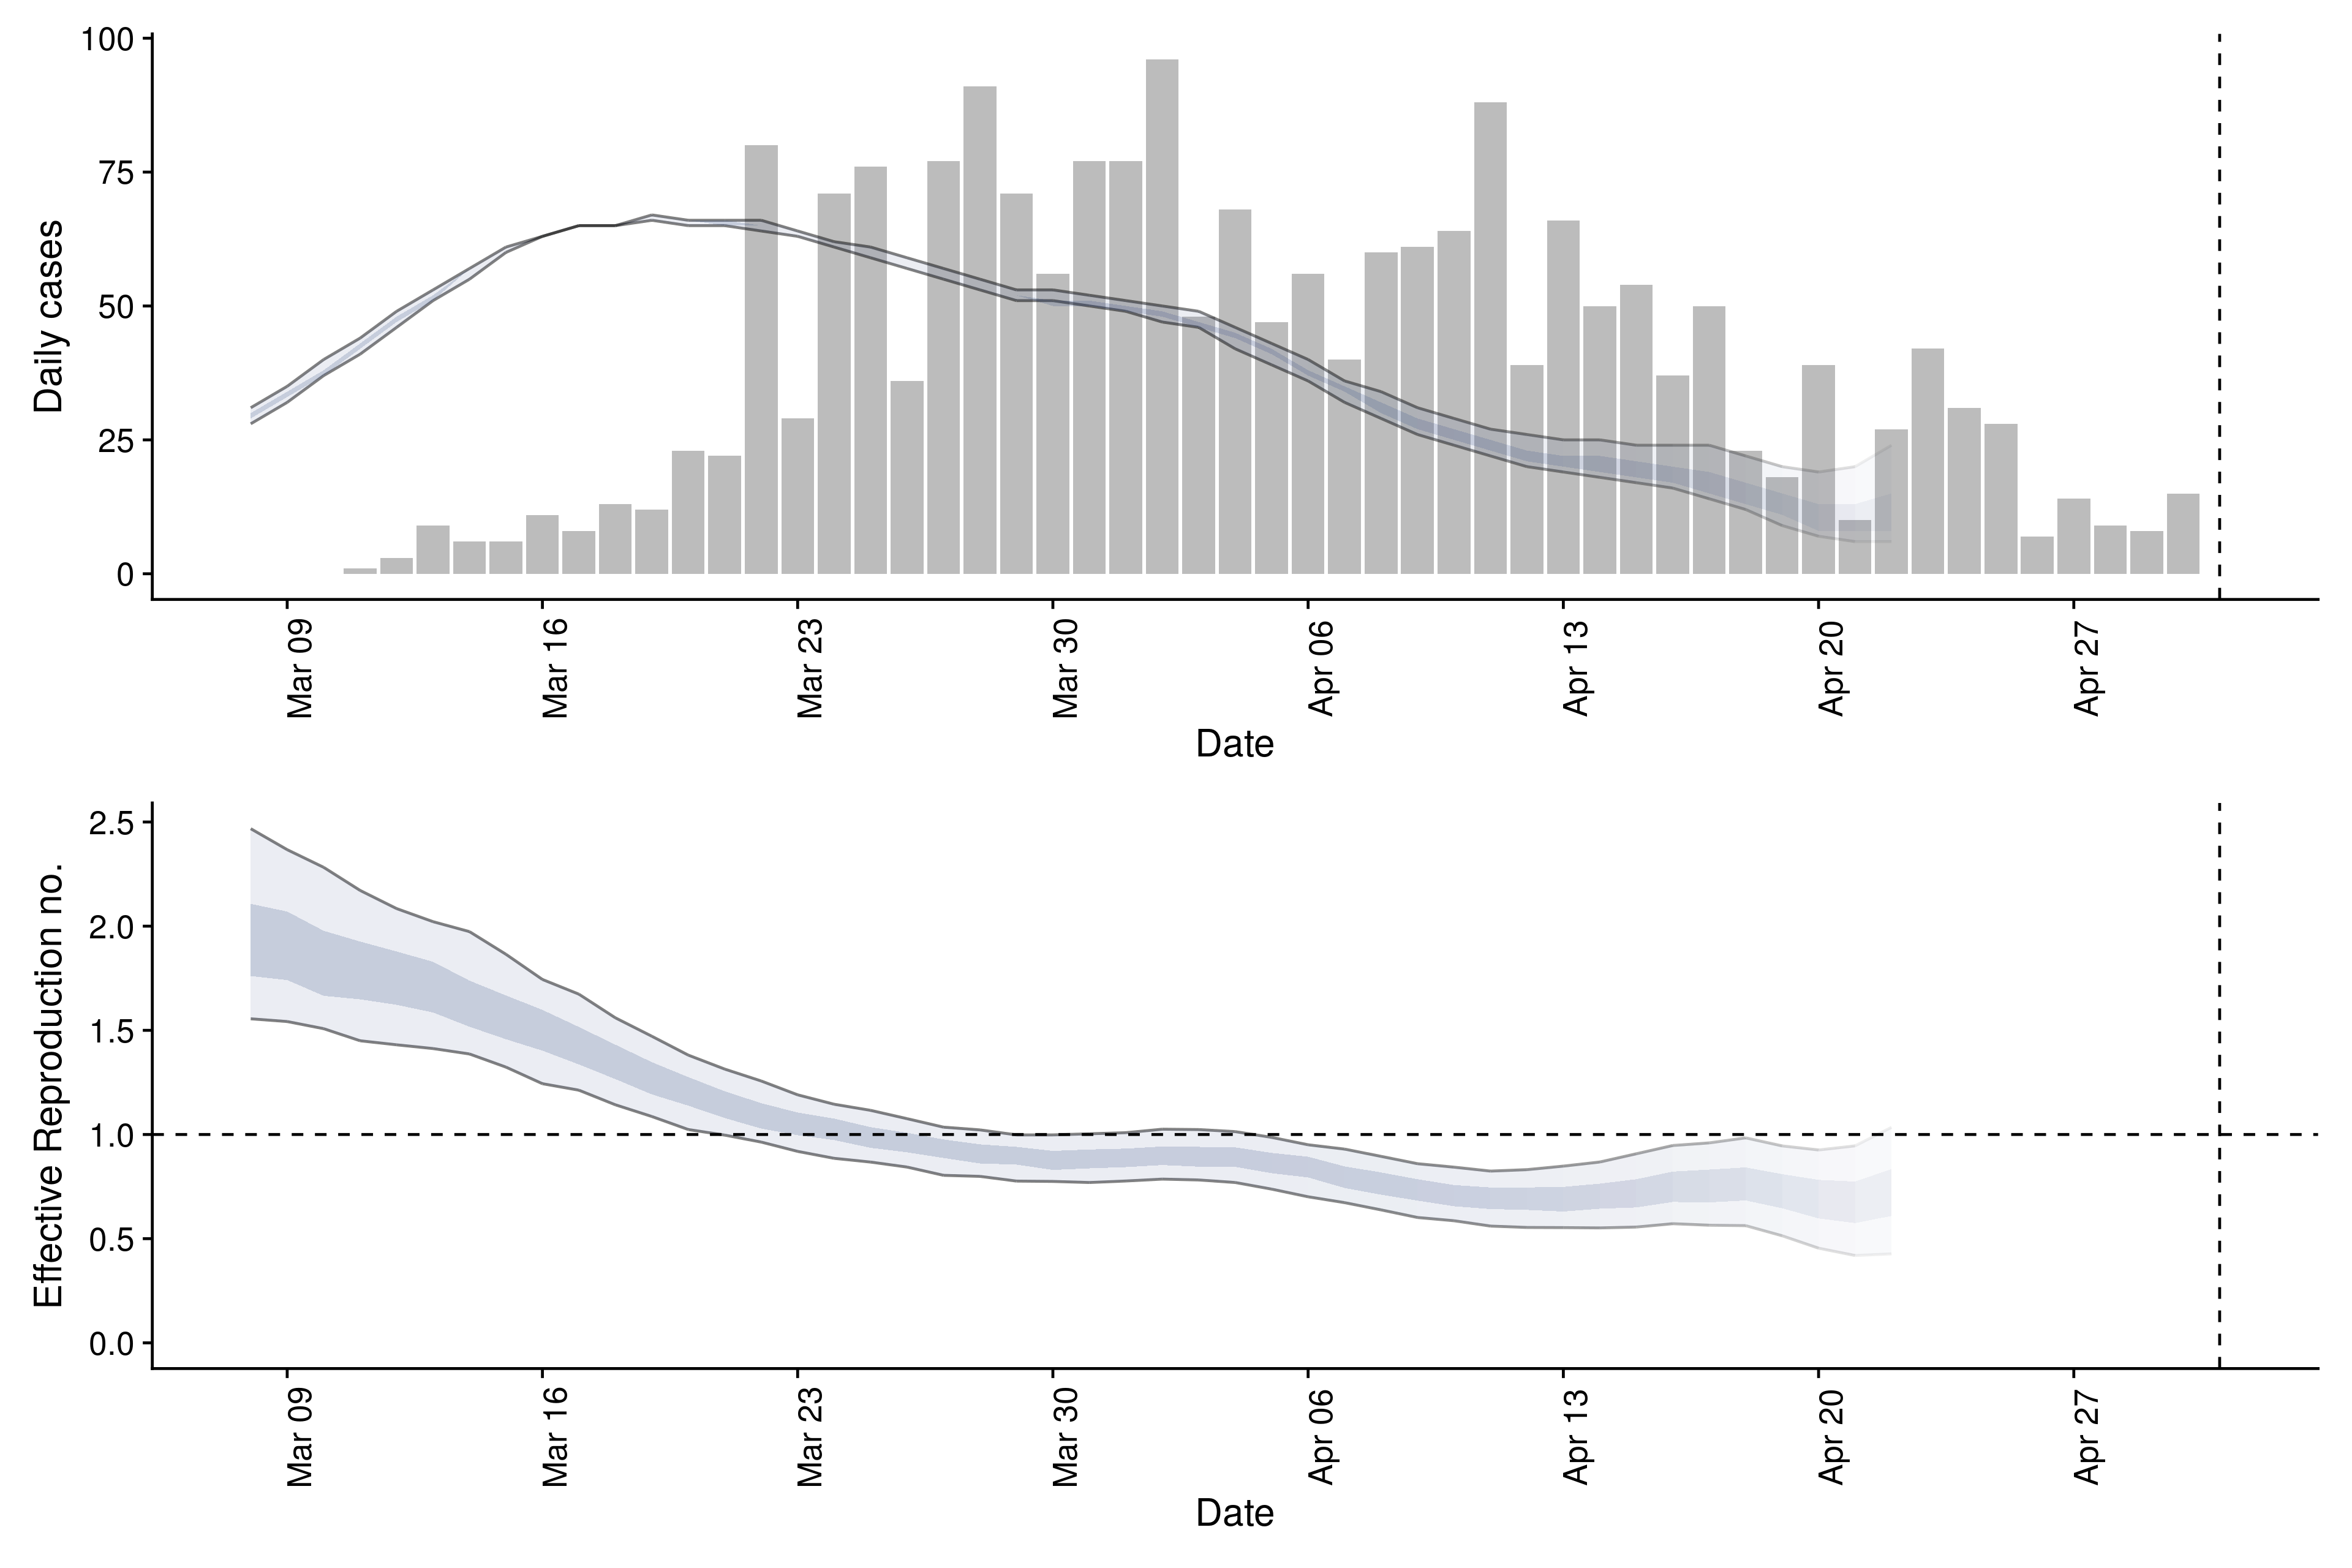 100
75
50
25
0
Daily cases
Mar 09
Mar 16
Mar 23
Mar 30
Apr 06
Apr 13
Apr 20
Apr 27
Date
2.5
2.0
1.5
1.0
0.5
0.0
Effective Reproduction no.
Mar 09
Mar 16
Mar 23
Mar 30
Apr 06
Apr 13
Apr 20
Apr 27
Date